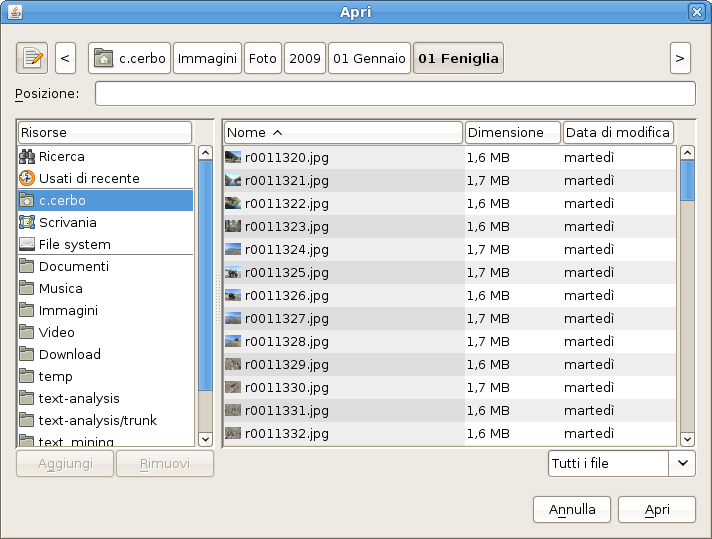 Apri
< c.cerbo Immagini Foto 2009 01 Gennaio 01 Feniglia >
Posizione:
Risorse
Ricerca
Usati di recente
c.cerbo
Scrivania
File system
Documenti
Musica
Immagini
Video
Download
temp
text-analysis
text-analysis/trunk
text_mining
Aggiungi Rimuovi
Nome Dimensione Data di modifica
r0011320.jpg 1,6 MB martedì
r0011321.jpg 1,7 MB martedì
r0011322.jpg 1,6 MB martedì
r0011323.jpg 1,6 MB martedì
r0011324.jpg 1,7 MB martedì
r0011325.jpg 1,7 MB martedì
r0011326.jpg 1,6 MB martedì
r0011327.jpg 1,7 MB martedì
r0011328.jpg 1,7 MB martedì
r0011329.jpg 1,6 MB martedì
r0011330.jpg 1,7 MB martedì
r0011331.jpg 1,6 MB martedì
r0011332.jpg 1,6 MB martedì
Tutti i file
Annulla Apri